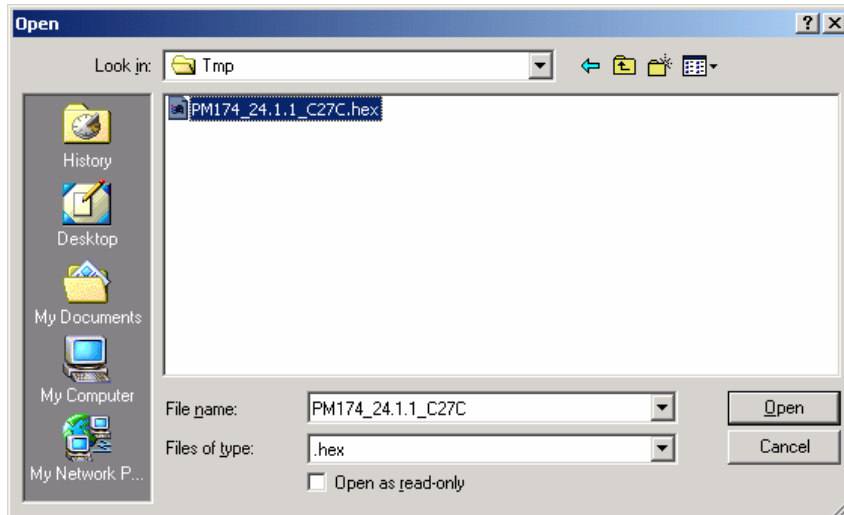 Open
Look in: Tmp
PM174_24.1.1_C27C.hex
History
Desktop
My Documents
My Computer
My Network P...
File name: PM174_24.1.1_C27C Open
Files of type: .hex Cancel
Open as read-only